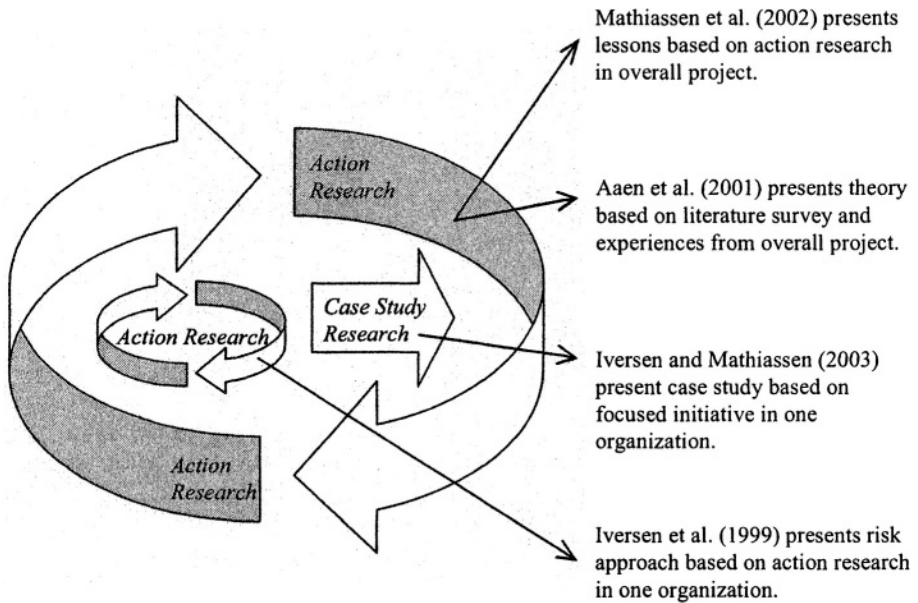 Mathiassen et al. (2002) presents
lessons based on action research
in overall project.
Action
Research
Aaen et al. (2001) presents theory
based on literature survey and
experiences from overall project.
Case Study
Research
Action Research
Iversen and Mathiassen (2003)
present case study based on
focused initiative in one
organization.
Action
Research
Iversen et al. (1999) presents risk
approach based on action research
in one organization.